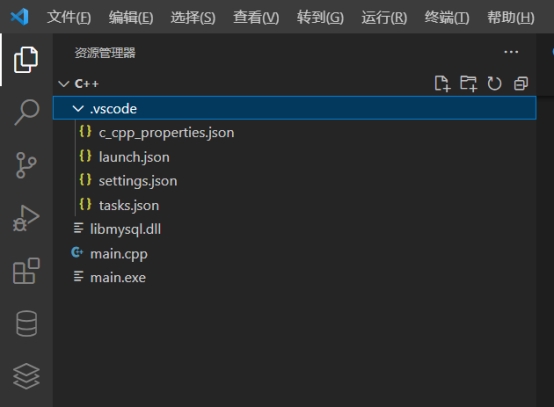 文件(F) 编辑(E) 选择(S) 查看(V) 转到(G) 运行(R) 终端(T) 帮助(H)
资源管理器
C++
.vscode
{} c_cpp_properties.json
{} launch.json
{} settings.json
{} tasks.json
libmysql.dll
C++ main.cpp
main.exe